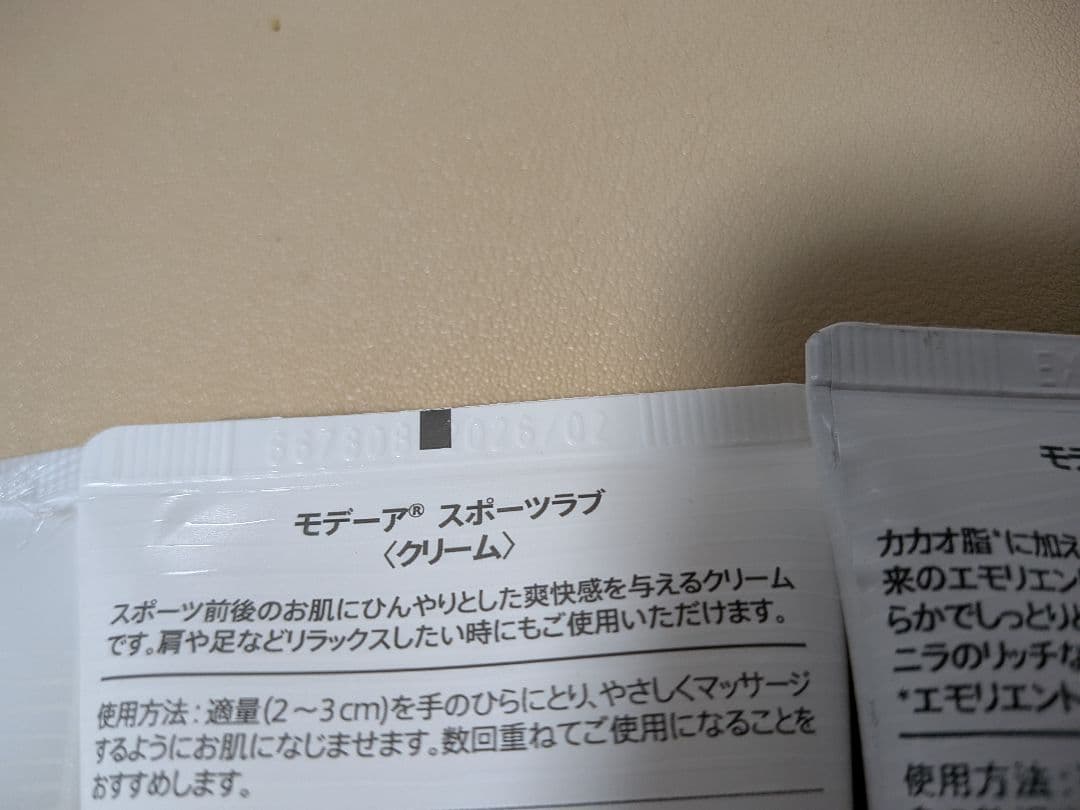 026/02
モデーア® スポーツラブ
〈クリーム〉
スポーツ前後のお肌にひんやりとした爽快感を与えるクリーム
です。肩や足などリラックスしたい時にもご使用いただけます。
使用方法：適量(2～3cm)を手のひらにとり、やさしくマッサージ
するようにお肌になじませます。数回重ねてご使用になることを
おすすめします。
EX
モデ
カカオ脂*に加え
来のエモリエン
らかでしっとりと
ニラのリッチな
*エモリエント
使用方法：